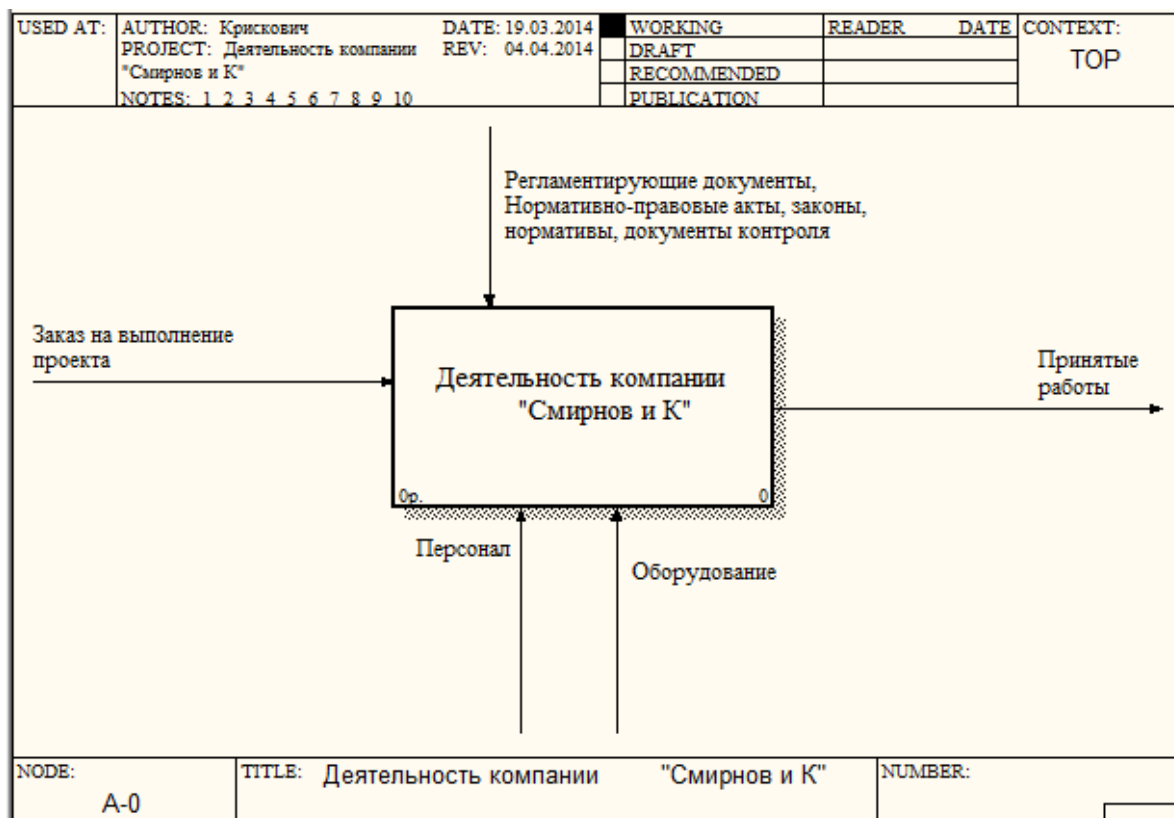 USED AT:
AUTHOR: Крискович
DATE: 19.03.2014
PROJECT: Деятельность компании
REV: 04.04.2014
"Смирнов и К"
NOTES: 1 2 3 4 5 6 7 8 9 10
WORKING
DRAFT
RECOMMENDED
PUBLICATION
READER DATE
CONTEXT:
TOP
Регламентирующие документы,
Нормативно-правовые акты, законы,
нормативы, документы контроля
Заказ на выполнение
проекта
Деятельность компании
"Смирнов и К"
0р. 0
Принятые
работы
Персонал
Оборудование
NODE:
A-0
TITLE: Деятельность компании "Смирнов и К"
NUMBER: